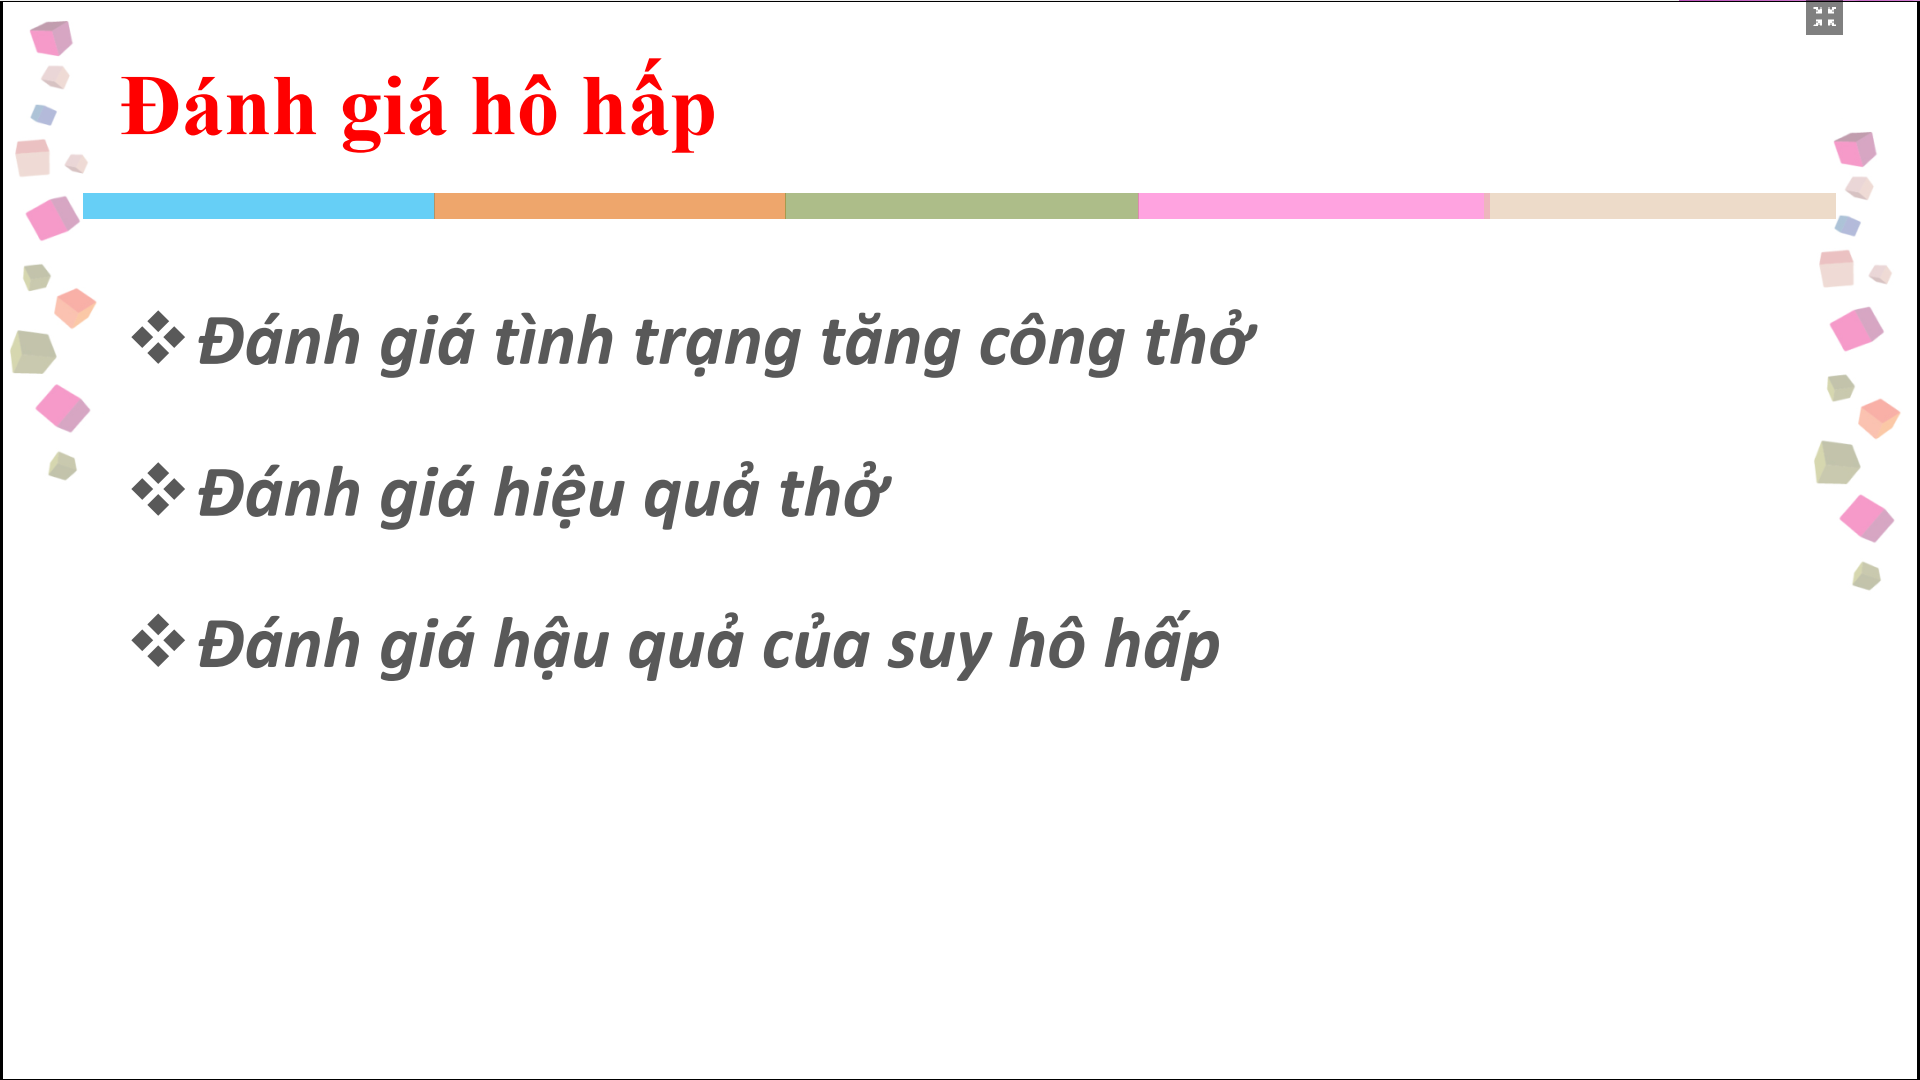 Đánh giá hô hấp
❖Đánh giá tình trạng tăng công thở
❖Đánh giá hiệu quả thở
❖Đánh giá hậu quả của suy hô hấp